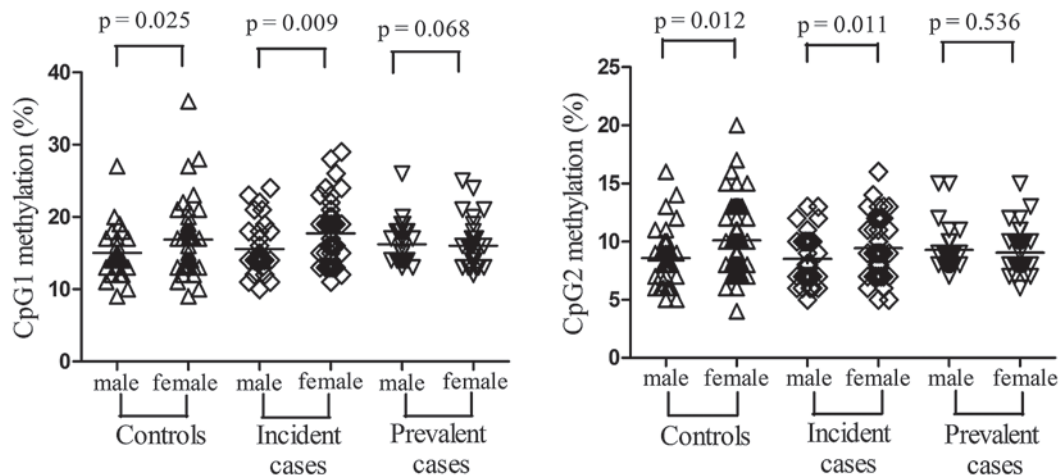 p = 0.025
p = 0.009
p = 0.068
CpG1 methylation (%)
40
30
20
10
0
male
female
male
female
male
female
Controls
Incident
cases
Prevalent
cases
p = 0.012
p = 0.011
p = 0.536
CpG2 methylation (%)
25
20
15
10
5
0
male
female
male
female
male
female
Controls
Incident
cases
Prevalent
cases